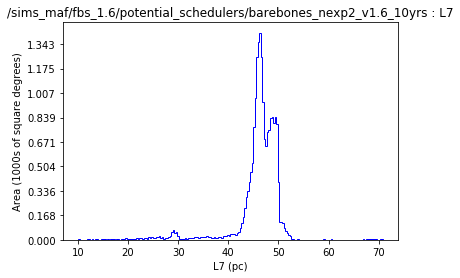 /sims_maf/fbs_1.6/potential_schedulers/barebones_nexp2_v1.6_10yrs : L7
1.343
1.175
1.007
0.839
0.671
0.504
0.336
0.168
0.000
Area (1000s of square degrees)
10 20 30 40 50 60 70
L7 (pc)